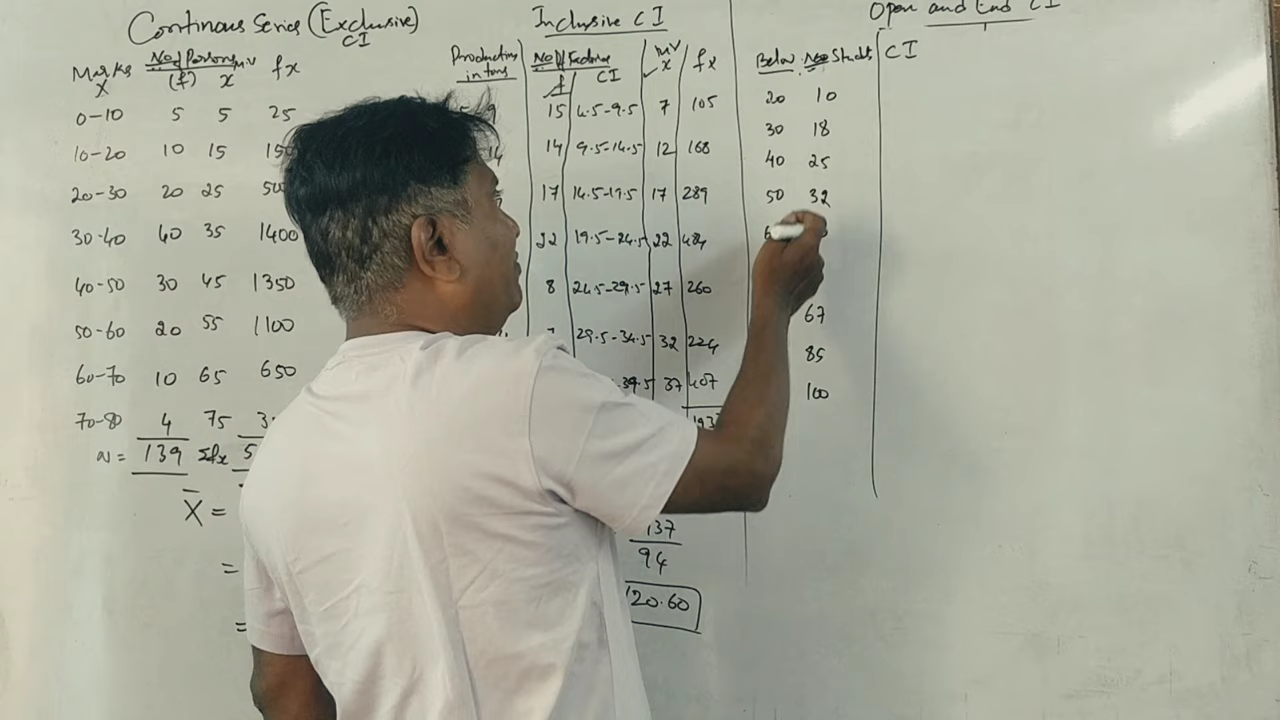 Continous Series (Exclusive)
CI
Marks No of Persons MV fx
X (f) x
0-10 5 5 25
10-20 10 15 150
20-30 20 25
30-40 40 35 1400
40-50 30 45 1350
50-60 20 55 1100
60-70 10 65 650
70-80 4 75
N = 139 Σfx
X̄ =
=
=
Inclusive CI
Production No of Factories MV fx
in tons f CI x
15 4.5-9.5 7 105
14 9.5-14.5 12 168
17 14.5-19.5 17 289
22 19.5-24.5 22 484
8 24.5-29.5 27 260
29.5-34.5 32 224
39.5 37 407
137
94
20.60
Open and End CI
Below Students CI
20 10
30 18
40 25
50 32
67
85
100